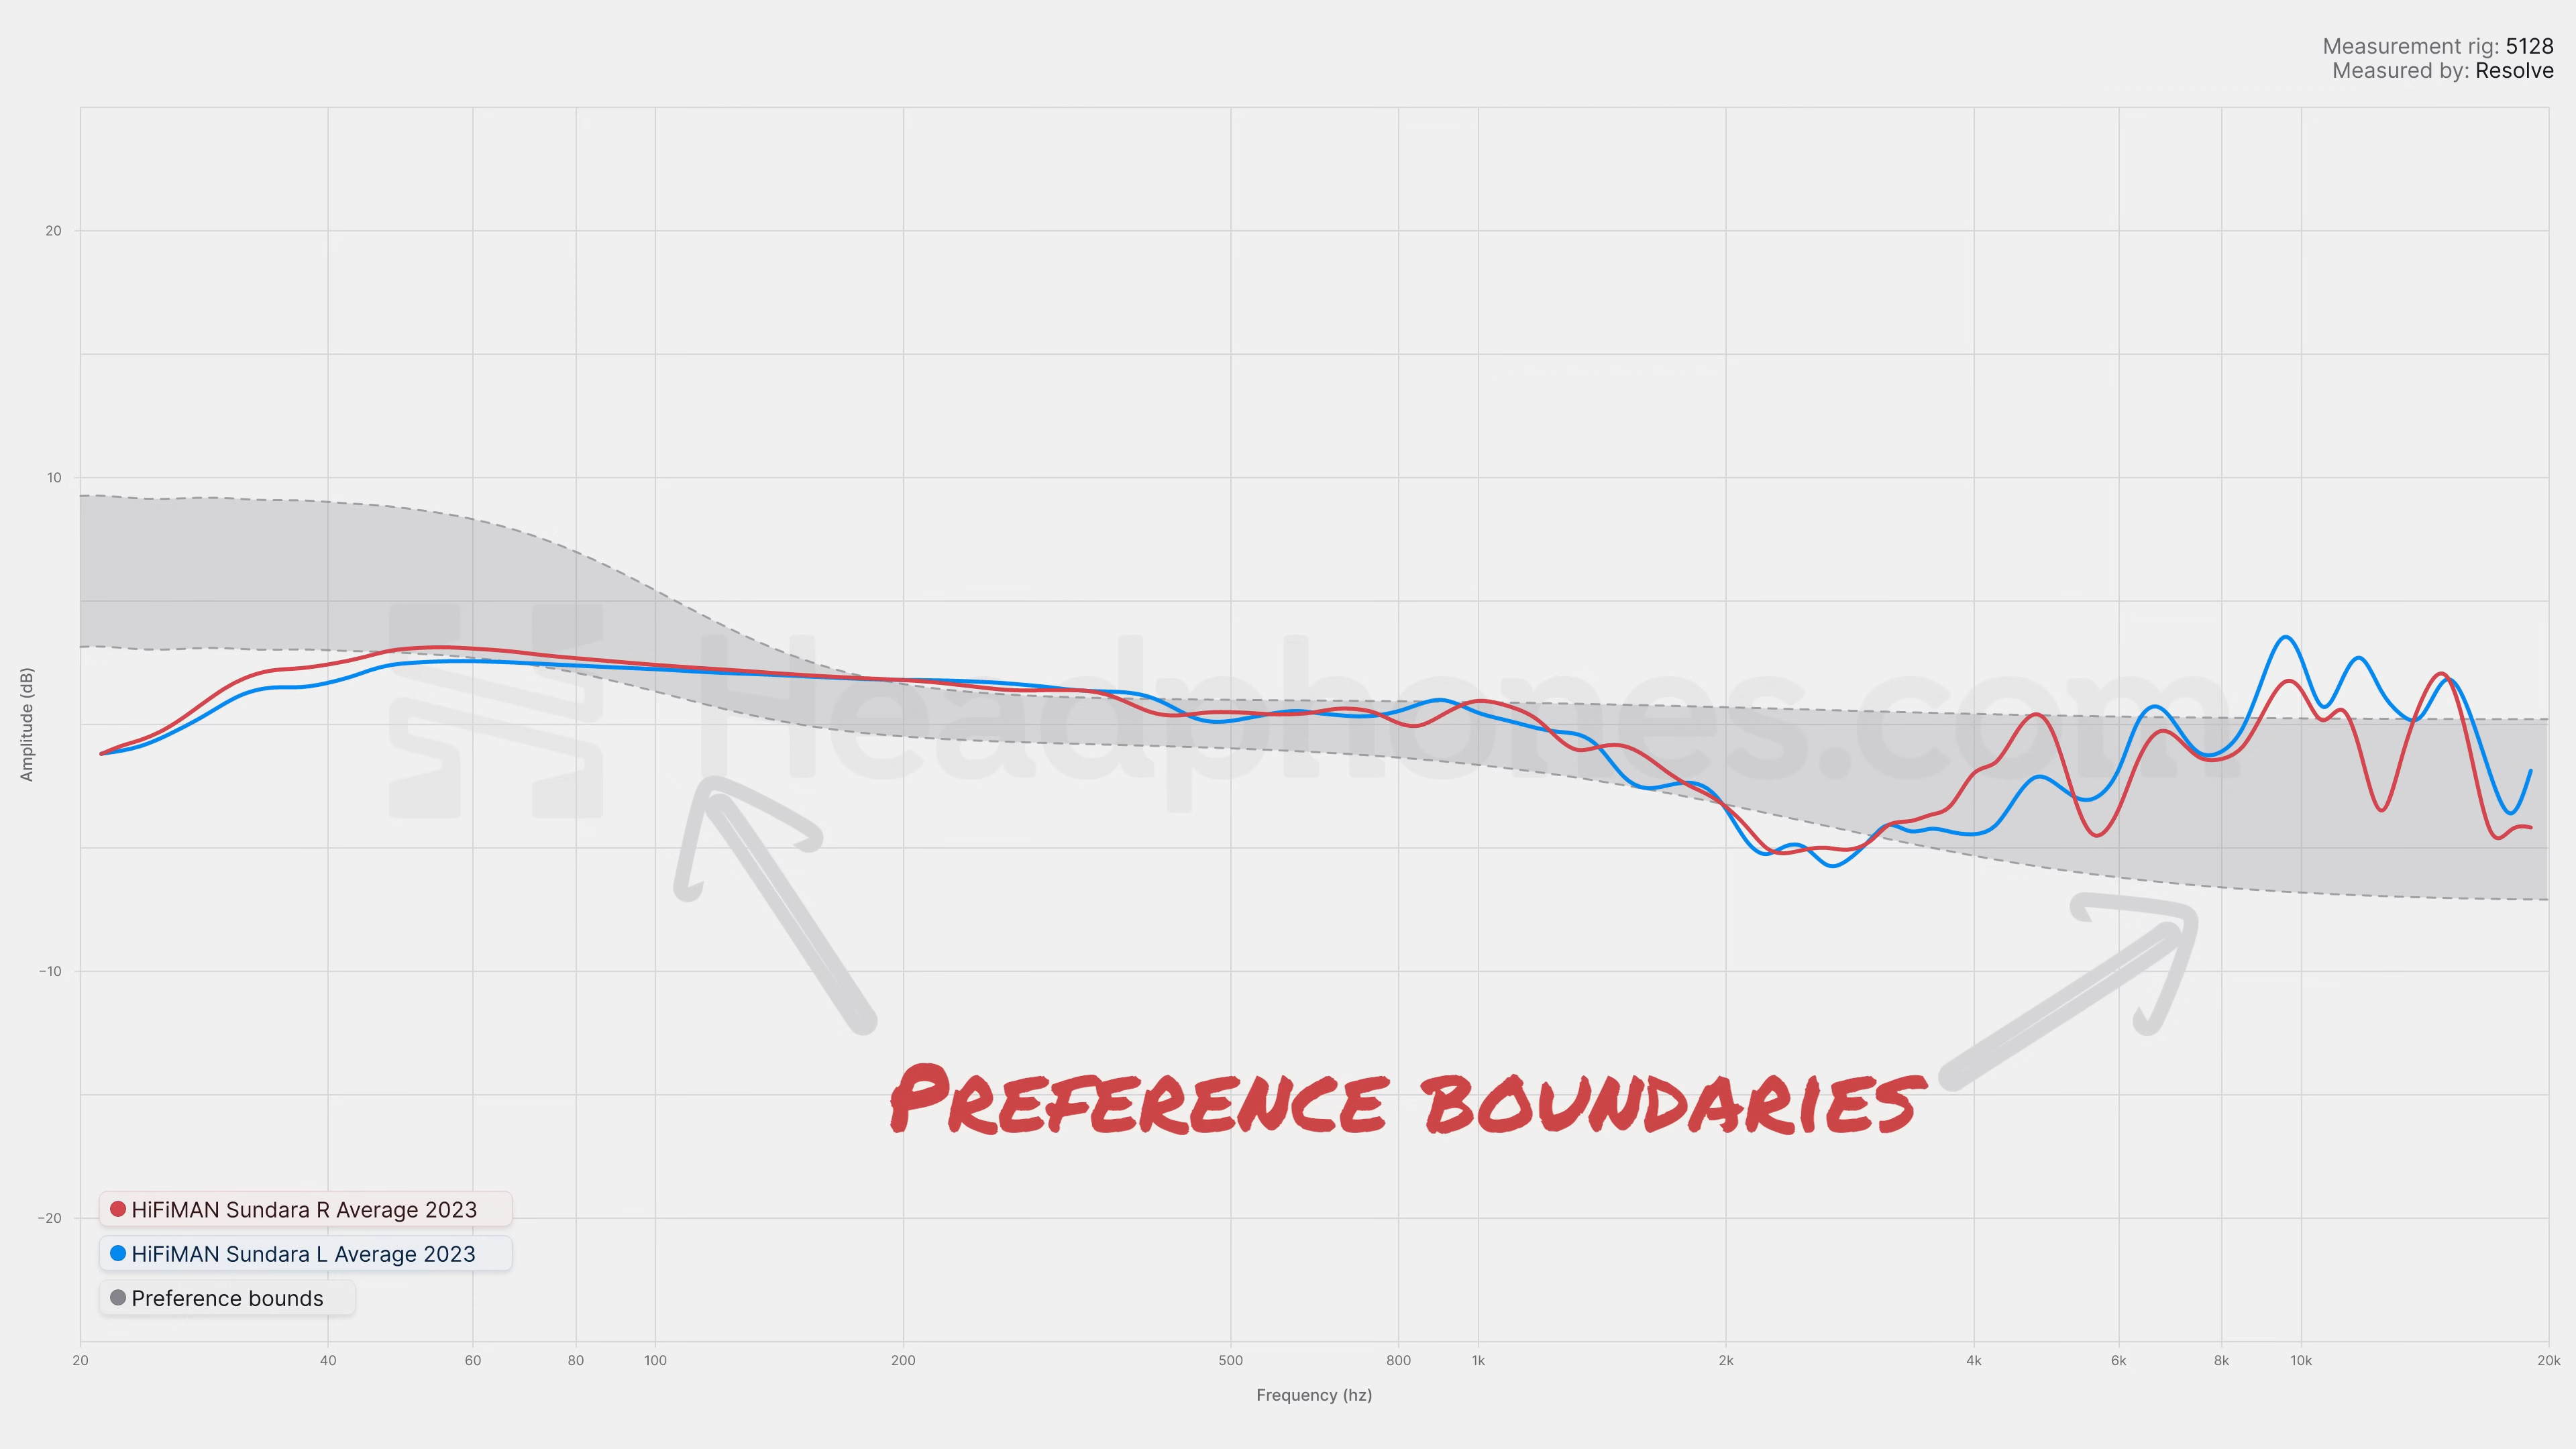 Measurement rig: 5128
Measured by: Resolve
20
10
Headphones.com
Amplitude (dB)
−10
PREFERENCE BOUNDARIES
HiFiMAN Sundara R Average 2023
−20
HiFiMAN Sundara L Average 2023
Preference bounds
20 40 60 80 100 200 500 800 1k 2k 4k 6k 8k 10k 20k
Frequency (hz)